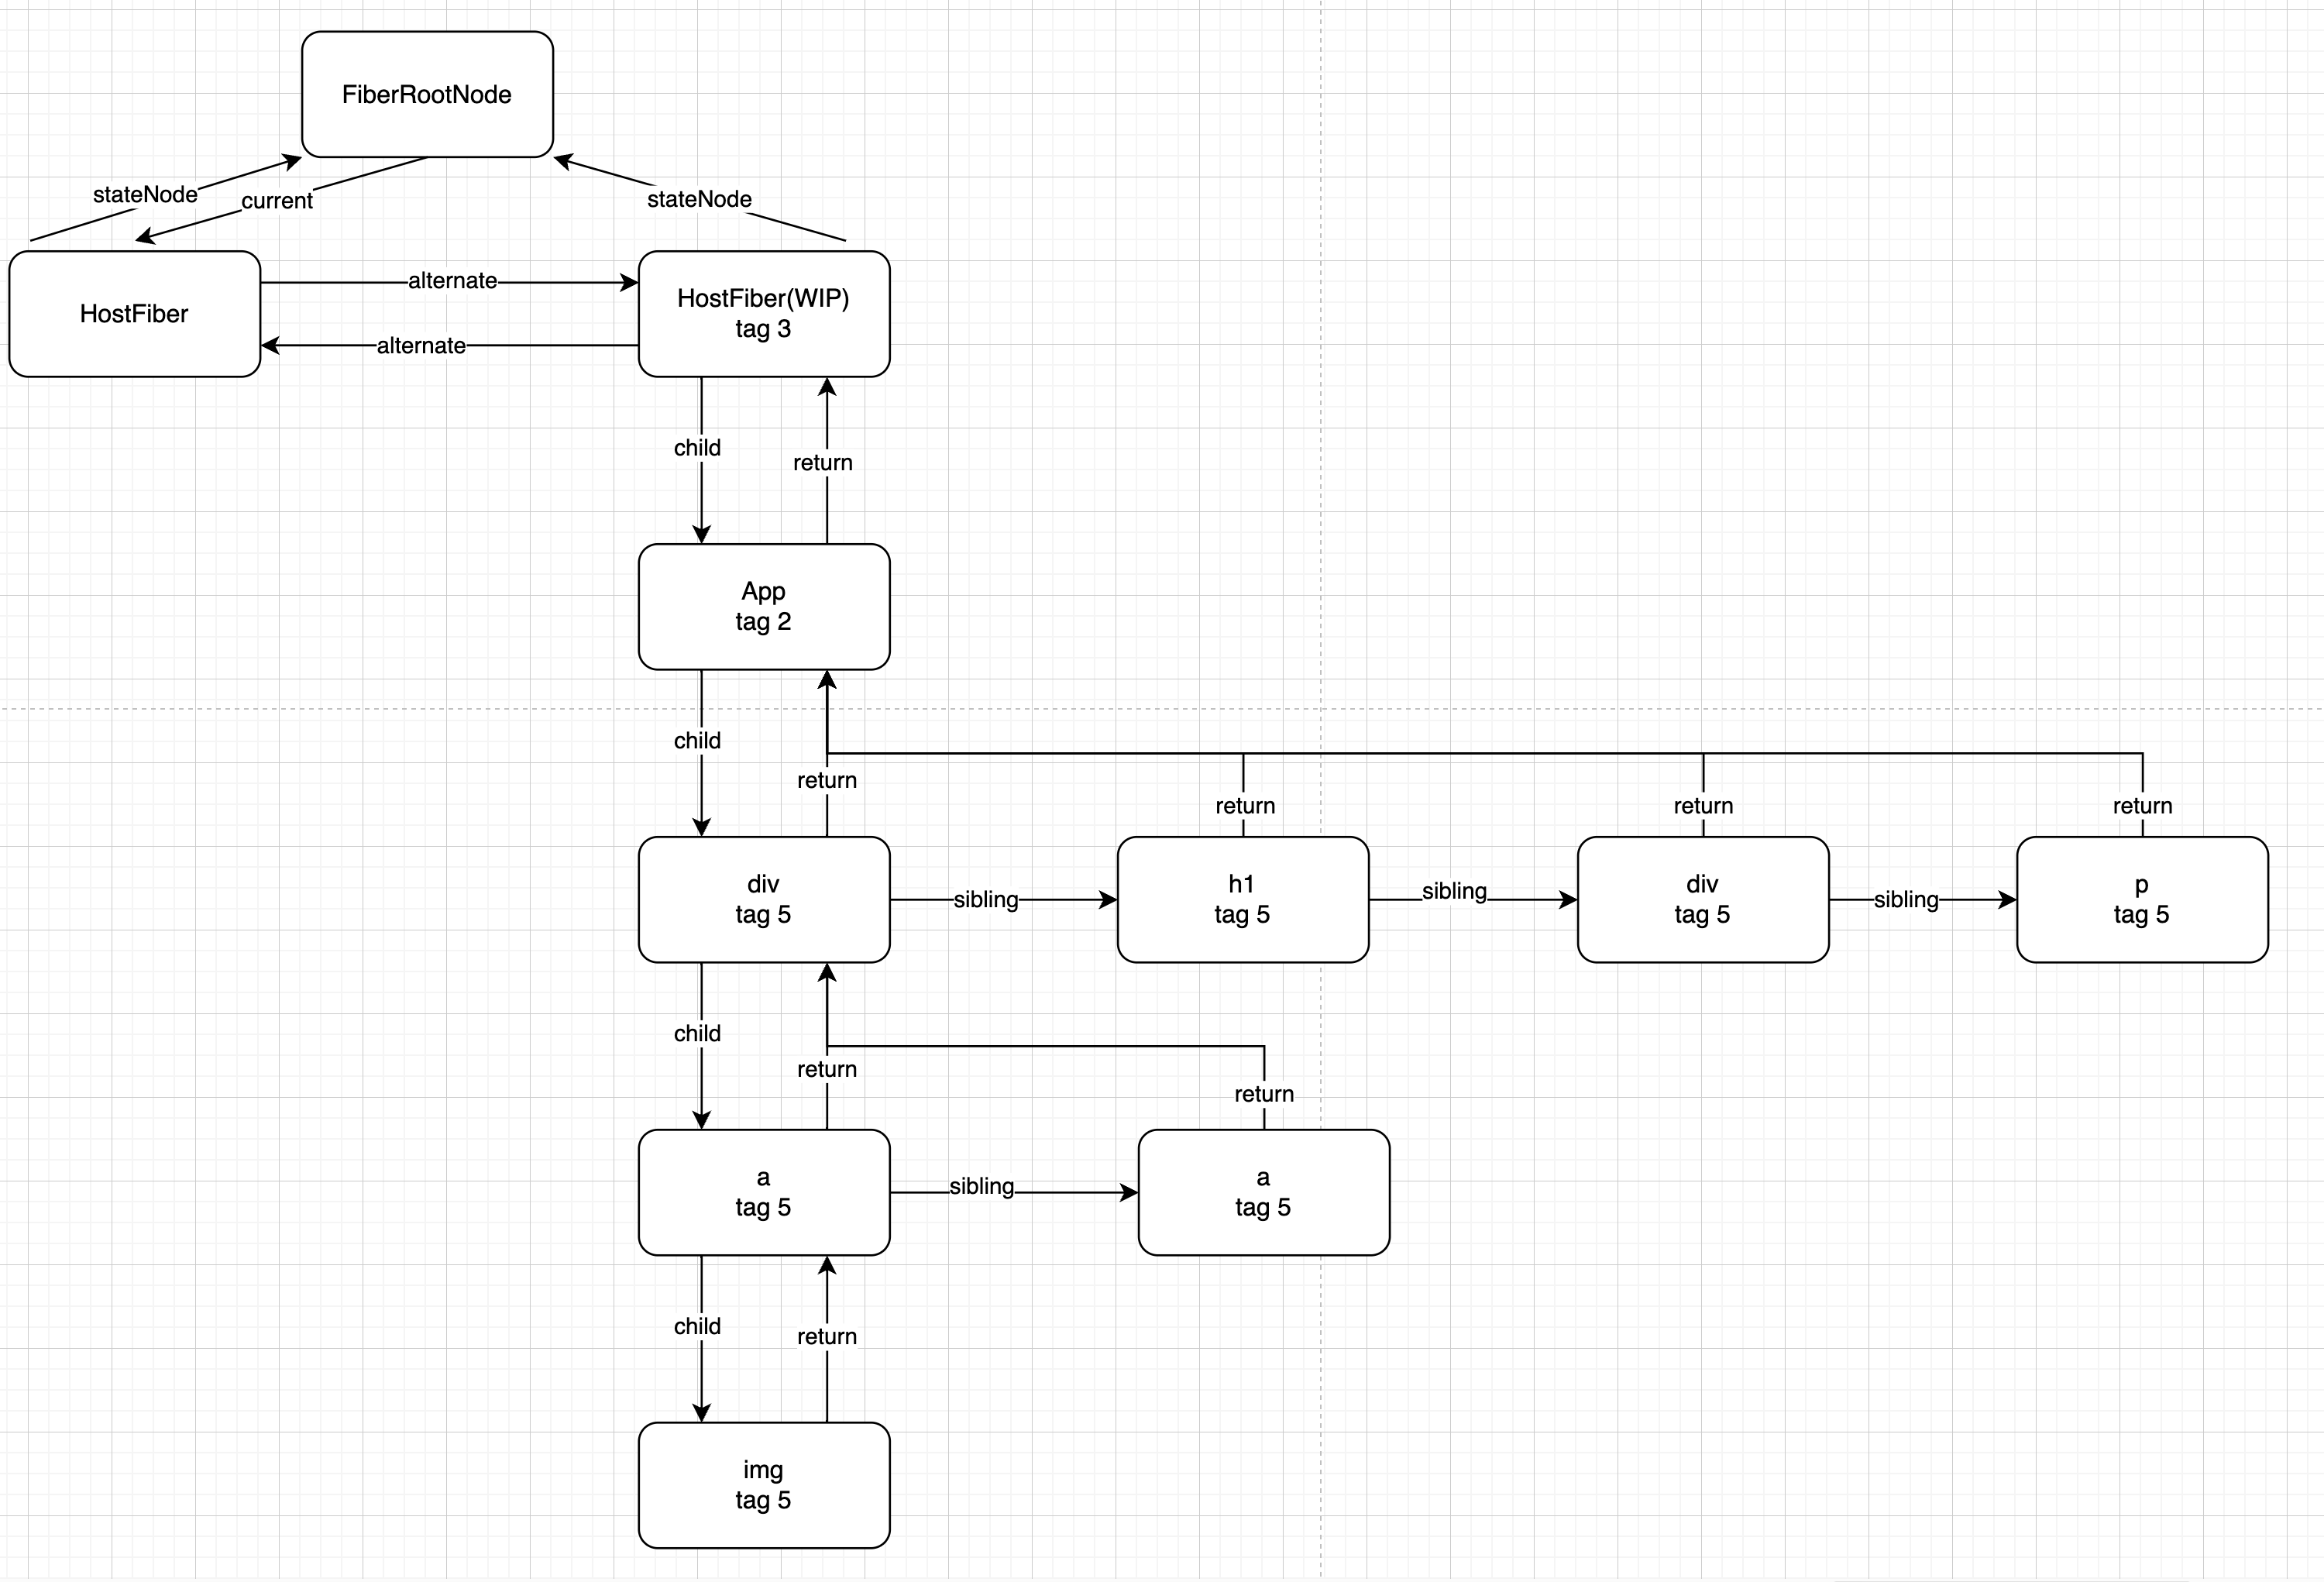 FiberRootNode
stateNode
current
stateNode
HostFiber
alternate
alternate
HostFiber(WIP)
tag 3
child
return
App
tag 2
child
return
return
return
return
div
tag 5
sibling
h1
tag 5
sibling
div
tag 5
sibling
p
tag 5
child
return
return
a
tag 5
sibling
a
tag 5
child
return
img
tag 5